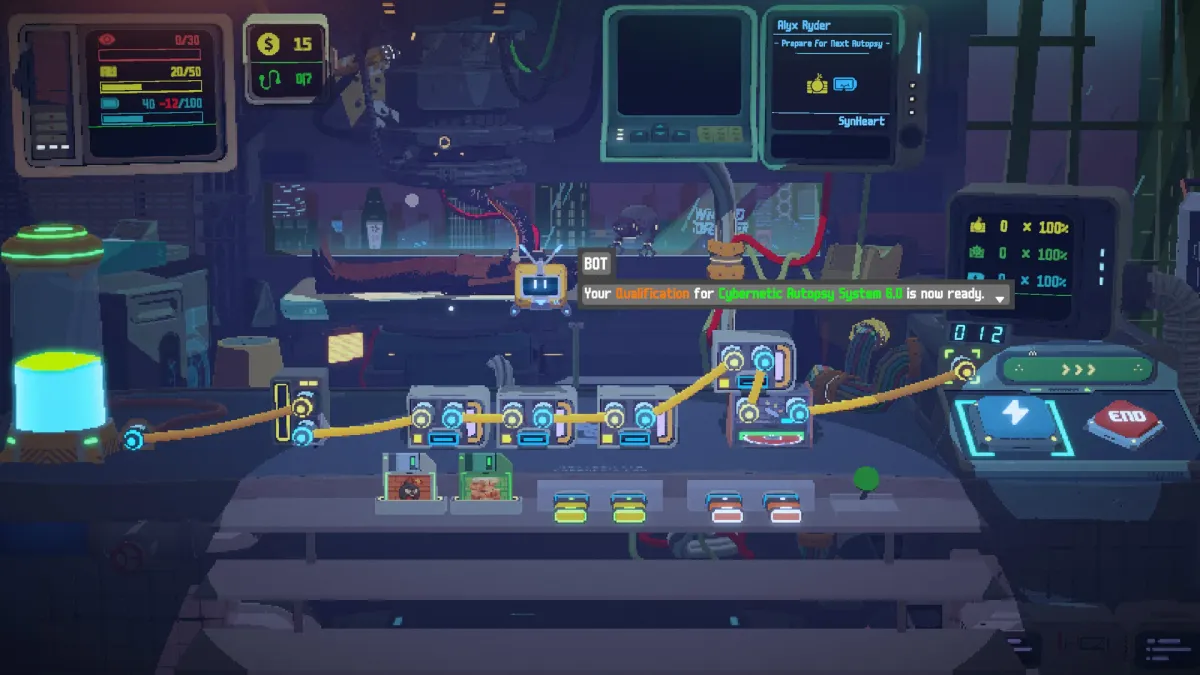 0/30
20/50
40 -12/100
$ 15
0/7
Alyx Ryder
- Prepare for Next Autopsy -
SynHeart
BOT
Your Qualification for Cybernetic Autopsy System 6.0 is now ready.
0 × 100%
0 × 100%
× 100%
012
END